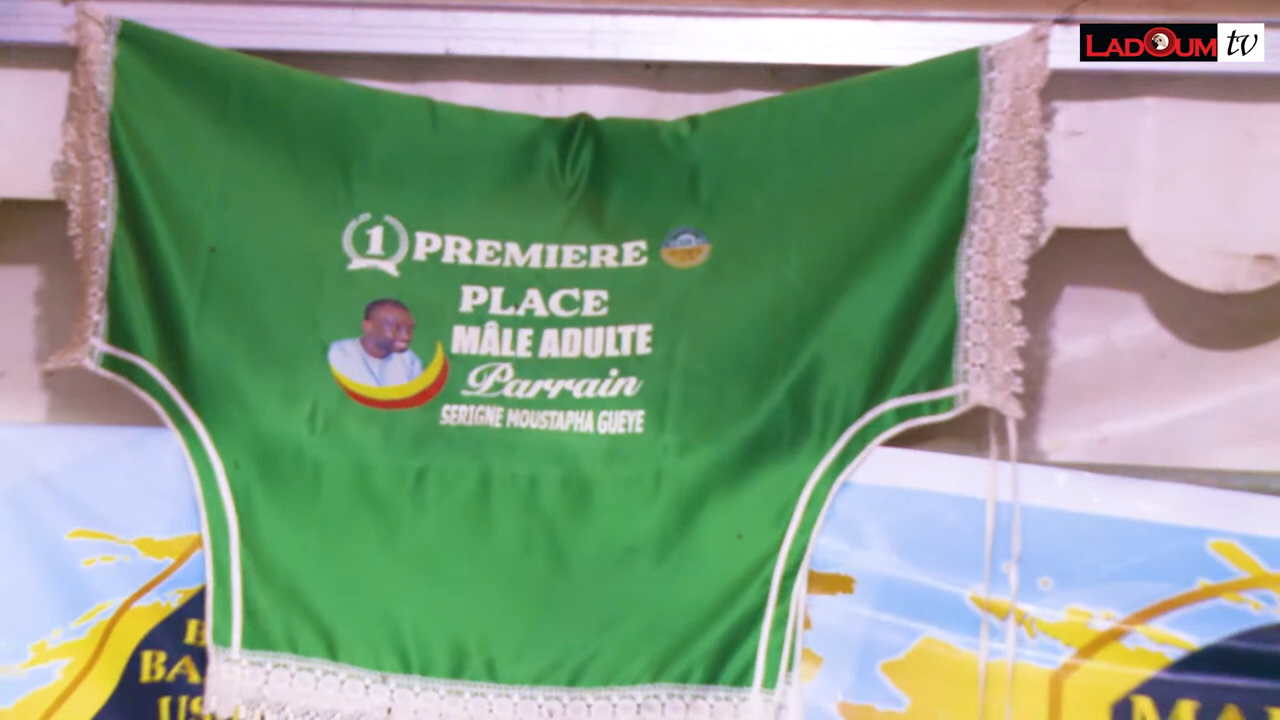 LADOUM tv
1 PREMIERE
PLACE
MÂLE ADULTE
Parrain
SERIGNE MOUSTAPHA GUEYE